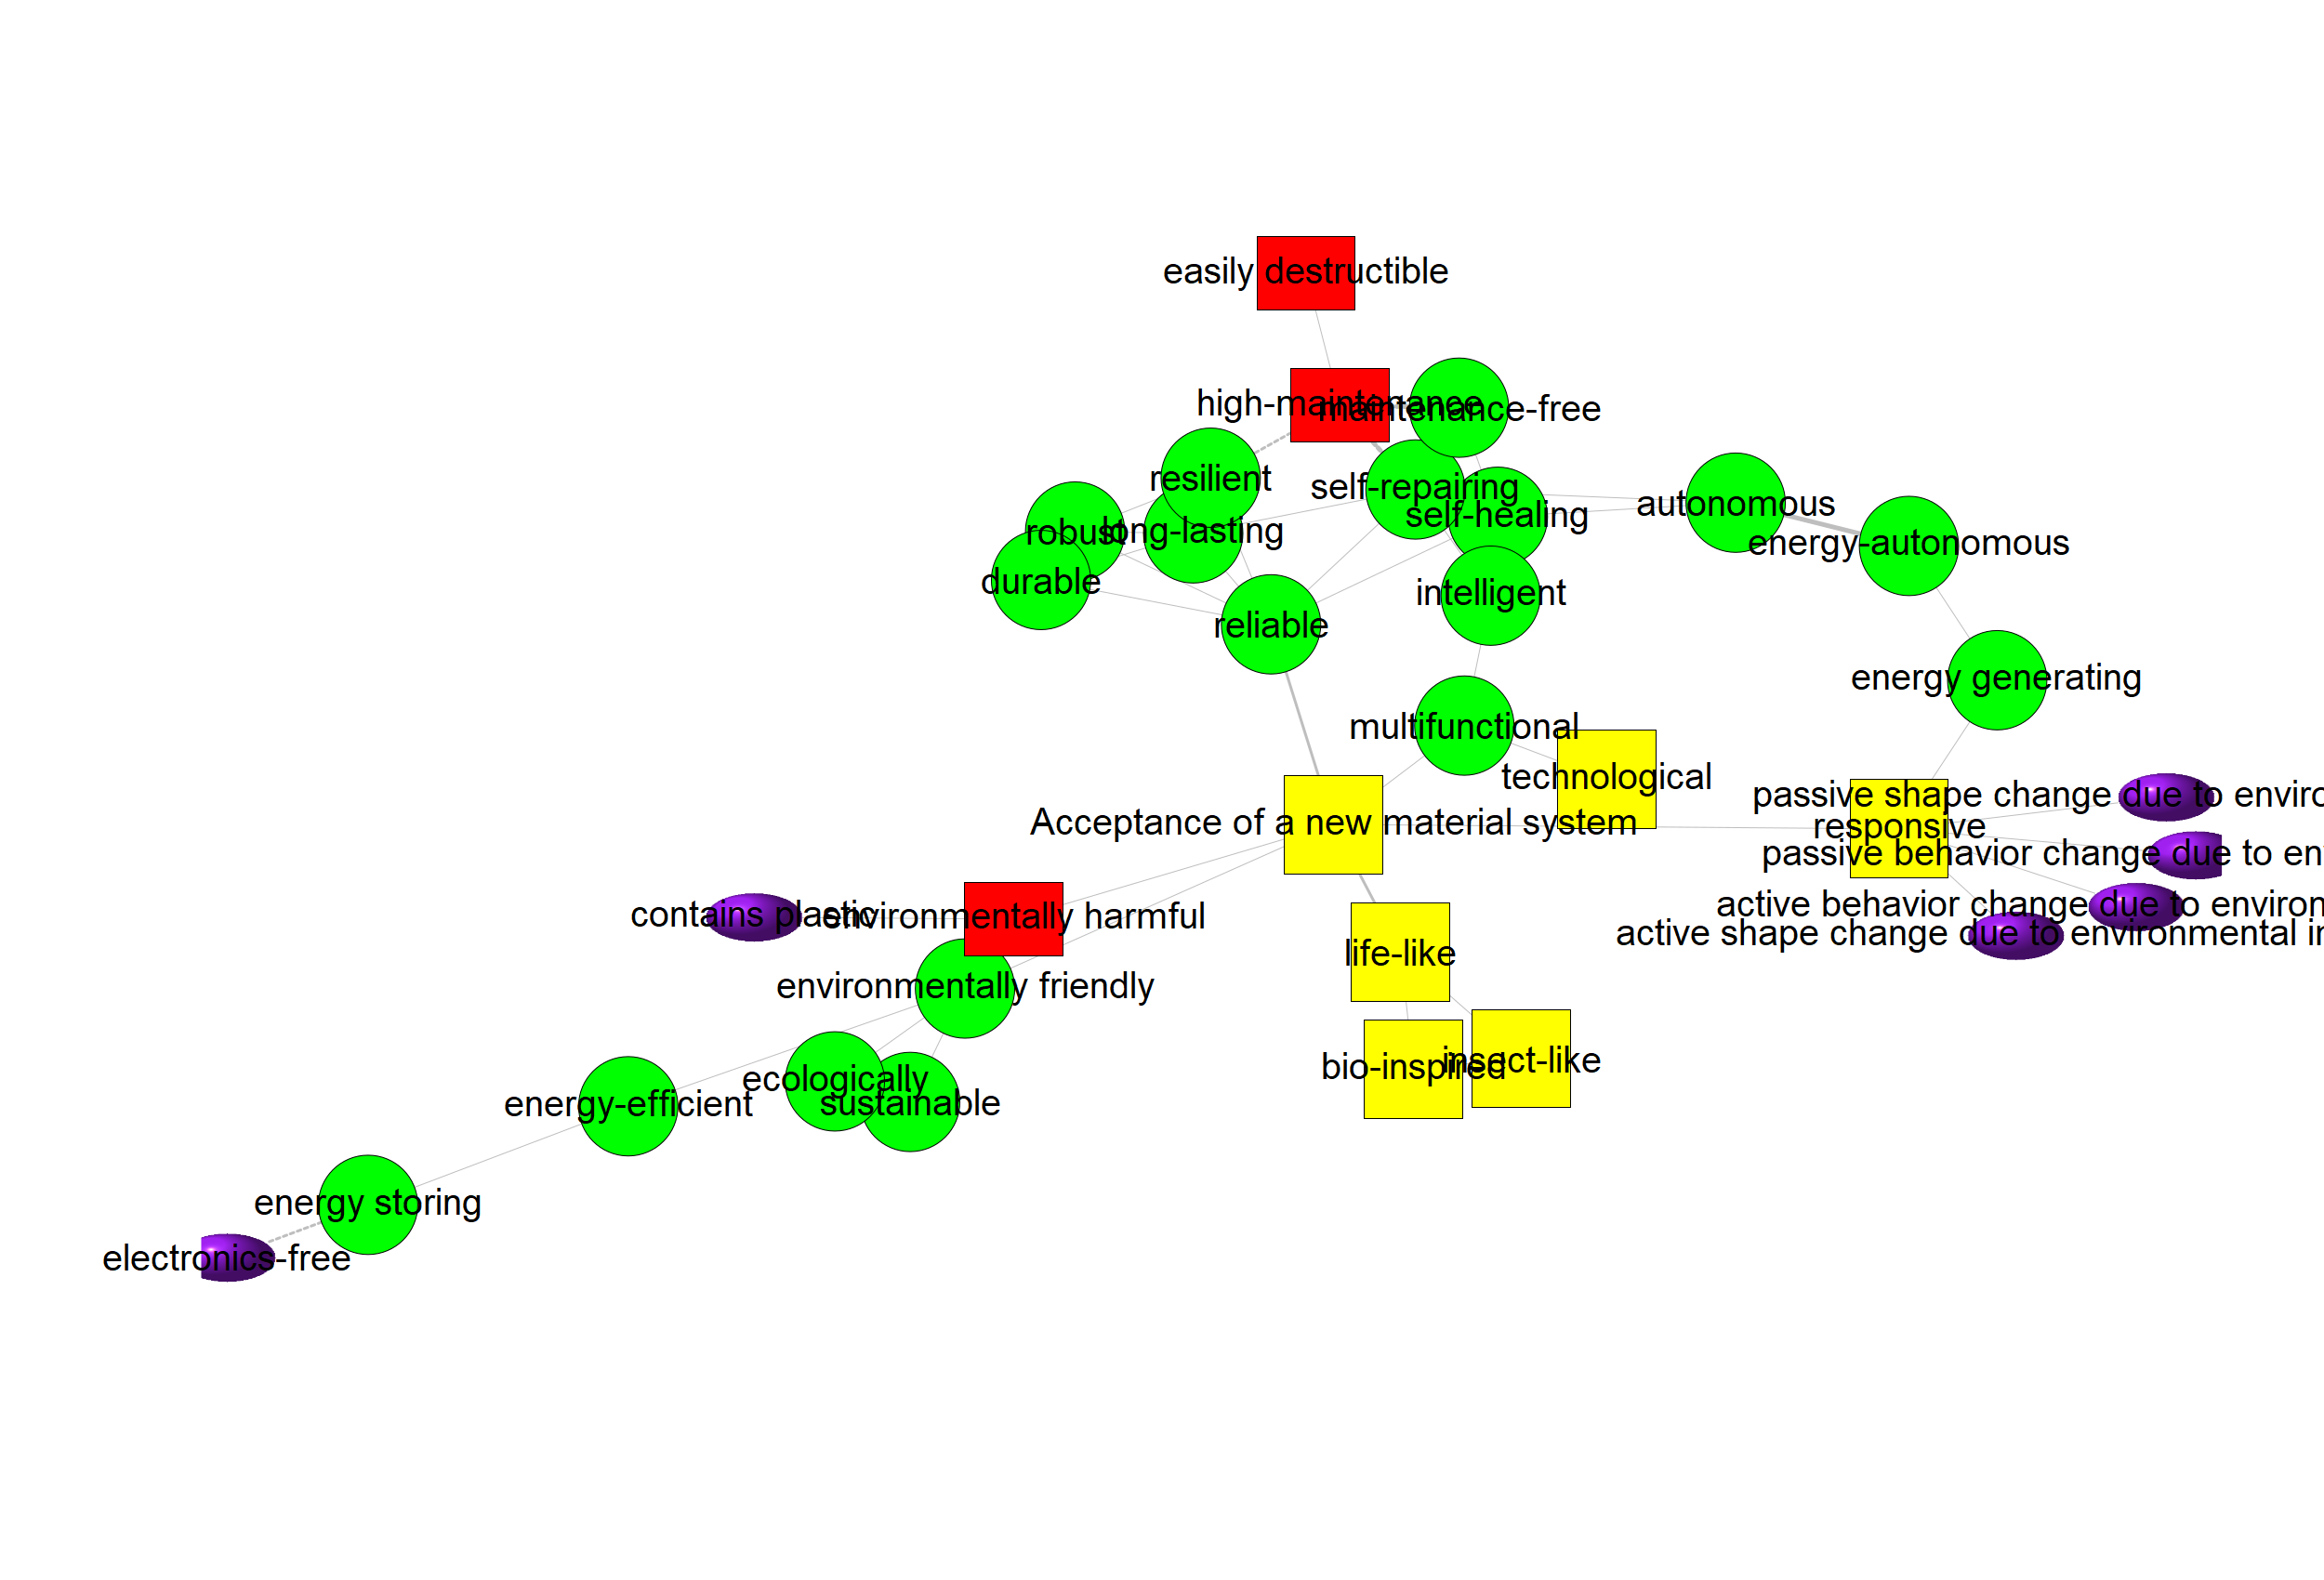 easily destructible
high-maintenance
maintenance-free
resilient
self-repairing
autonomous
self-healing
robust
long-lasting
energy-autonomous
durable
intelligent
reliable
energy generating
multifunctional
technological
passive shape change due to enviro
Acceptance of a new material system
responsive
passive behavior change due to en
active behavior change due to environ
contains plastic
environmentally harmful
active shape change due to environmental in
life-like
environmentally friendly
bio-inspired
insect-like
ecologically
sustainable
energy-efficient
energy storing
electronics-free